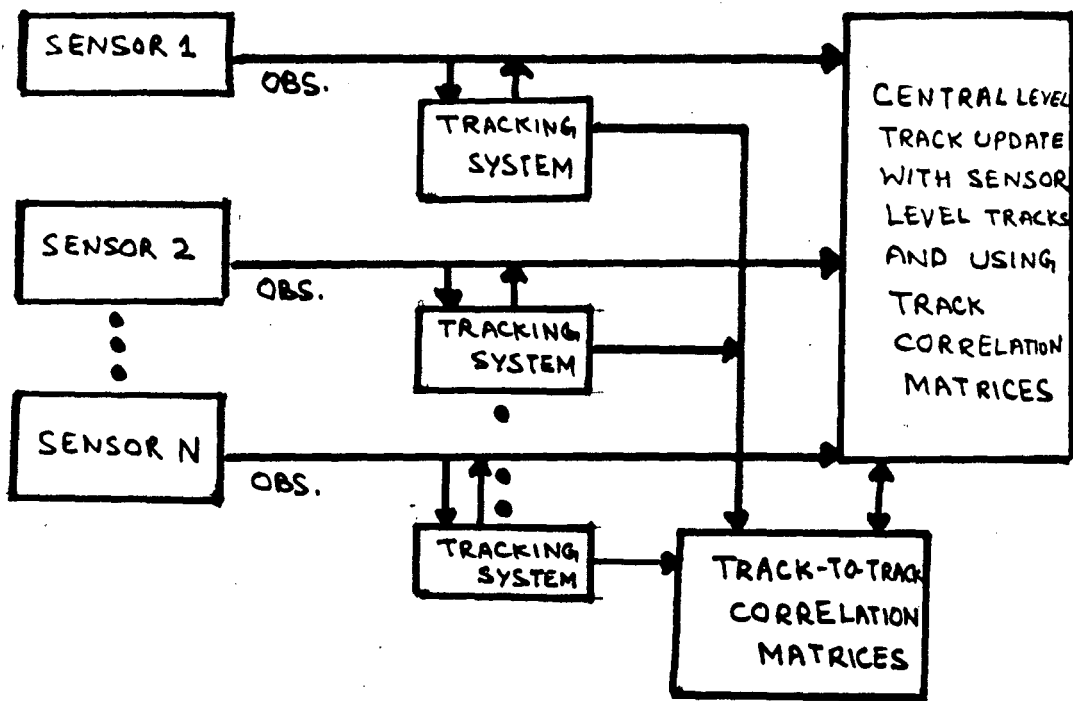 SENSOR 1
OBS.
TRACKING
SYSTEM
SENSOR 2
OBS.
TRACKING
SYSTEM
SENSOR N
OBS.
TRACKING
SYSTEM
CENTRAL LEVEL
TRACK UPDATE
WITH SENSOR
LEVEL TRACKS
AND USING
TRACK
CORRELATION
MATRICES
TRACK-TO-TRACK
CORRELATION
MATRICES